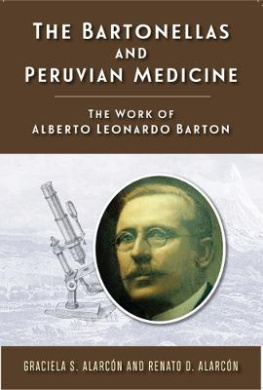 THE BARTONELLAS
AND
PERUVIAN MEDICINE
THE WORK OF
ALBERTO LEONARDO BARTON
GRACIELA S. ALARCÓN AND RENATO D. ALARCÓN